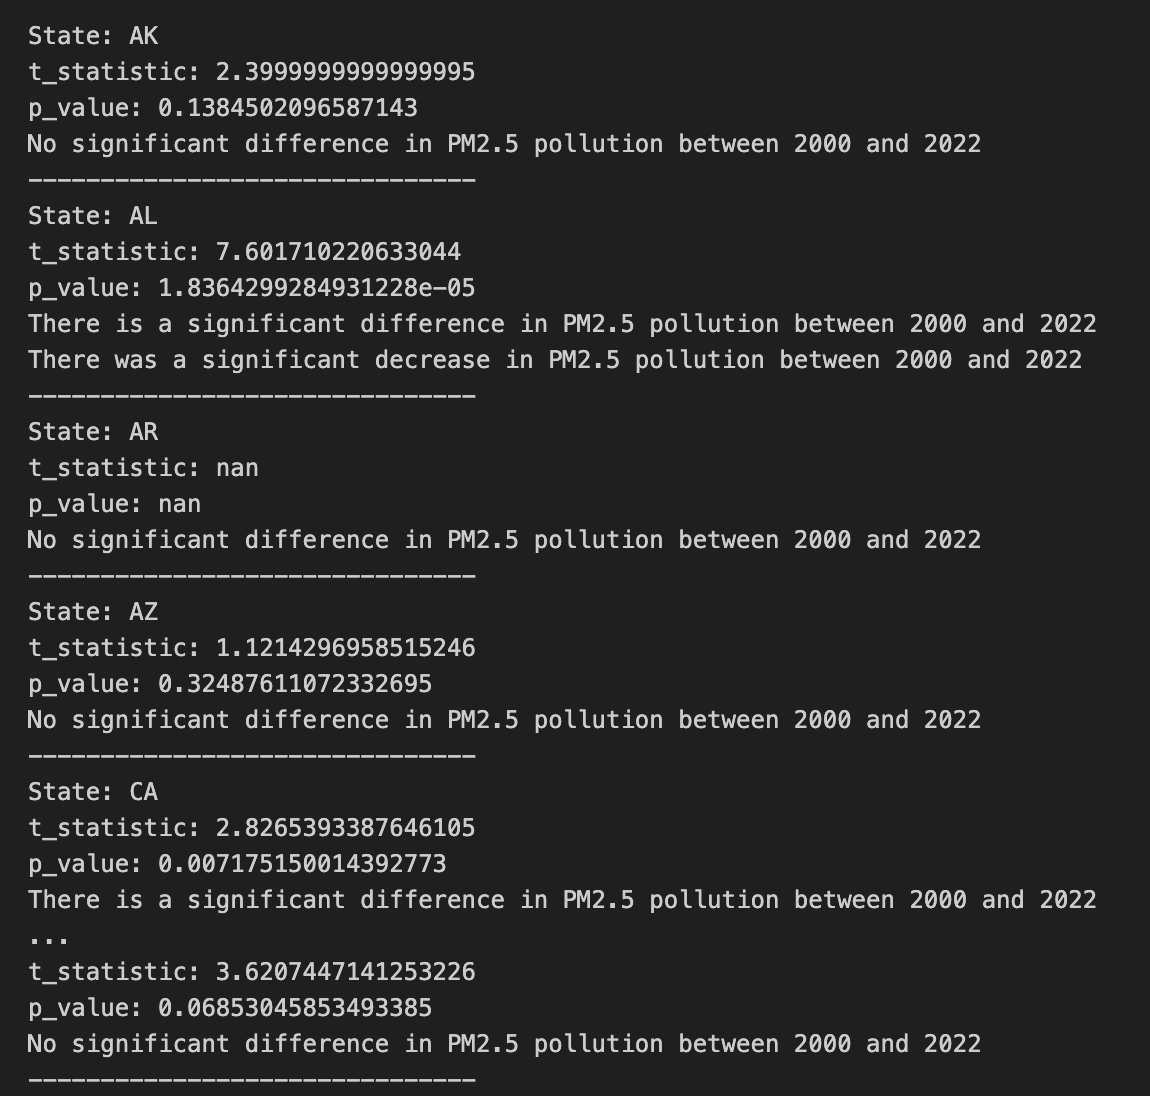 State: AK
t_statistic: 2.3999999999999995
p_value: 0.1384502096587143
No significant difference in PM2.5 pollution between 2000 and 2022
-------------------------------
State: AL
t_statistic: 7.601710220633044
p_value: 1.8364299284931228e-05
There is a significant difference in PM2.5 pollution between 2000 and 2022
There was a significant decrease in PM2.5 pollution between 2000 and 2022
-------------------------------
State: AR
t_statistic: nan
p_value: nan
No significant difference in PM2.5 pollution between 2000 and 2022
-------------------------------
State: AZ
t_statistic: 1.1214296958515246
p_value: 0.32487611072332695
No significant difference in PM2.5 pollution between 2000 and 2022
-------------------------------
State: CA
t_statistic: 2.8265393387646105
p_value: 0.007175150014392773
There is a significant difference in PM2.5 pollution between 2000 and 2022
...
t_statistic: 3.6207447141253226
p_value: 0.06853045853493385
No significant difference in PM2.5 pollution between 2000 and 2022
-------------------------------